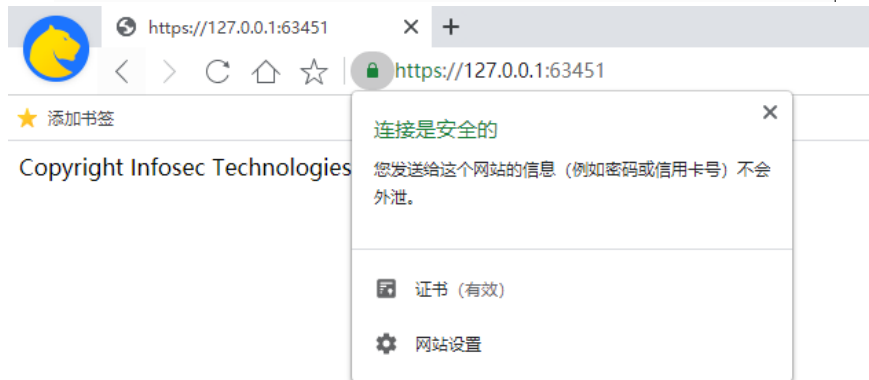 https://127.0.0.1:63451
https://127.0.0.1:63451
添加书签
Copyright Infosec Technologies
连接是安全的
您发送给这个网站的信息（例如密码或信用卡号）不会
外泄。
证书（有效）
网站设置